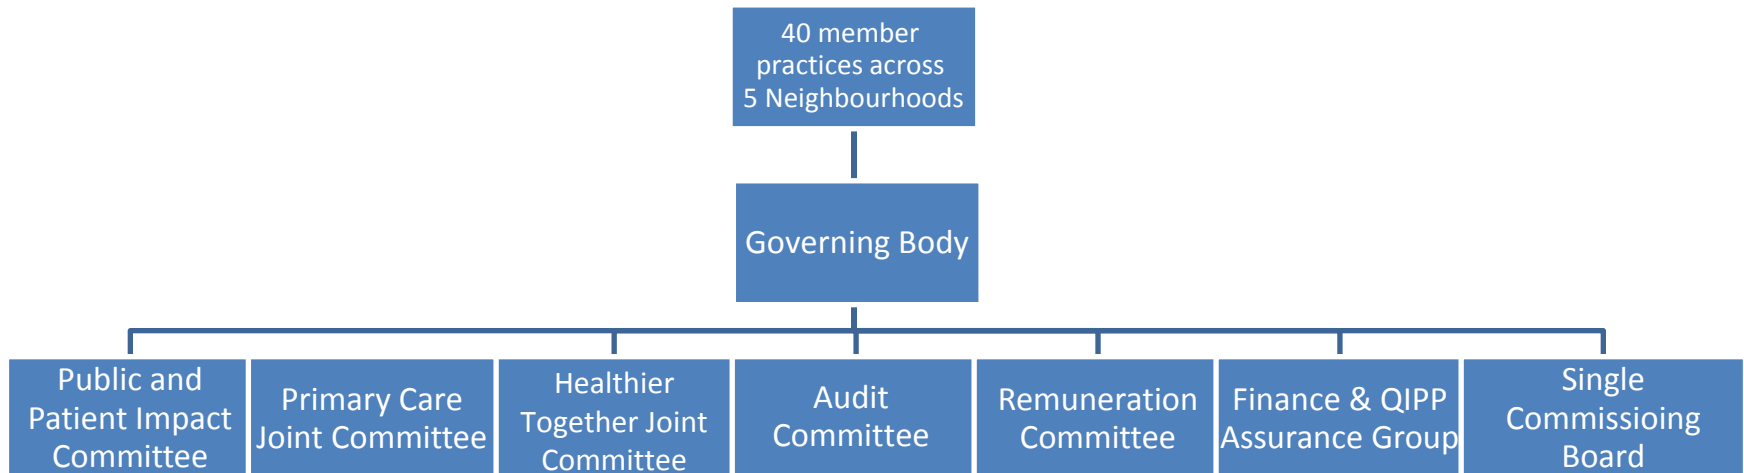 40 member
practices across
5 Neighbourhoods
Governing Body
Public and
Patient Impact
Committee
Primary Care
Joint Committee
Healthier
Together Joint
Committee
Audit
Committee
Remuneration
Committee
Finance & QIPP
Assurance Group
Single
Commissioing
Board